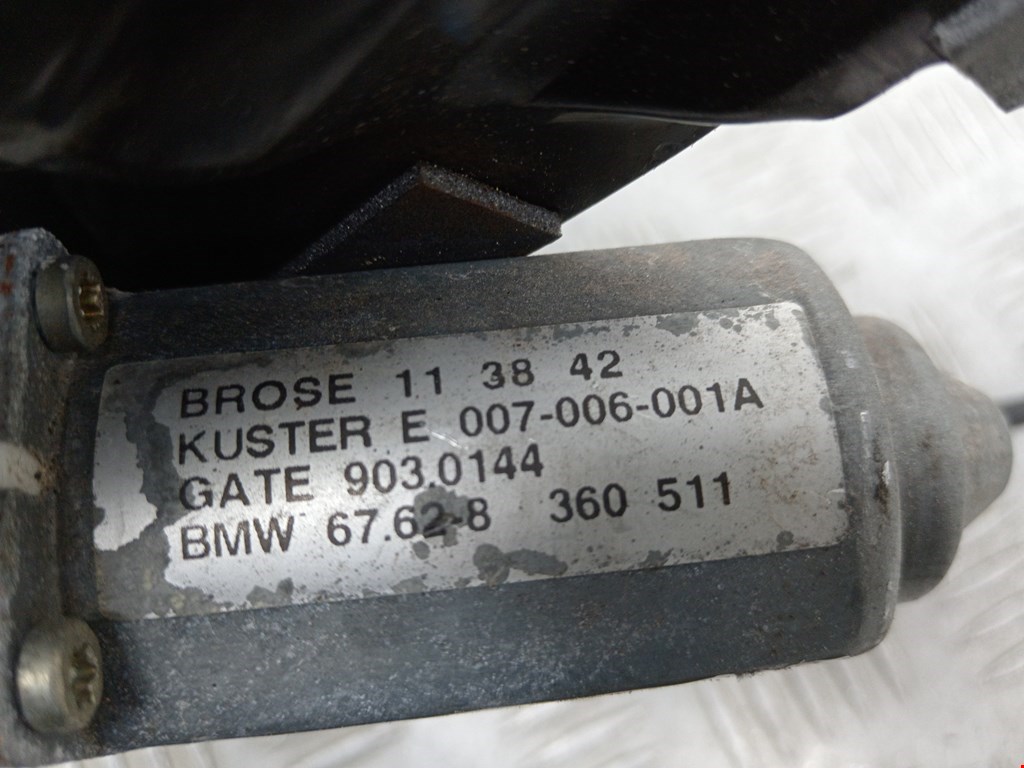 BROSE 11 38 42
KUSTER E 007-006-001A
GATE 903.0144
BMW 67.62-8 360 511